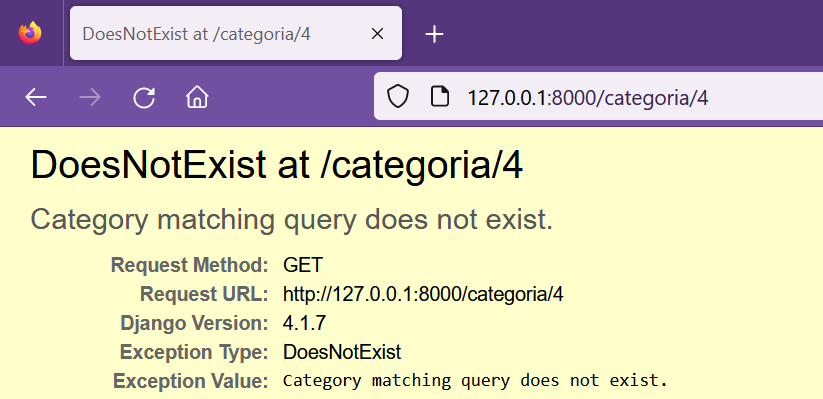 DoesNotExist at /categoria/4
127.0.0.1:8000/categoria/4
DoesNotExist at /categoria/4
Category matching query does not exist.
Request Method: GET
Request URL: http://127.0.0.1:8000/categoria/4
Django Version: 4.1.7
Exception Type: DoesNotExist
Exception Value: Category matching query does not exist.